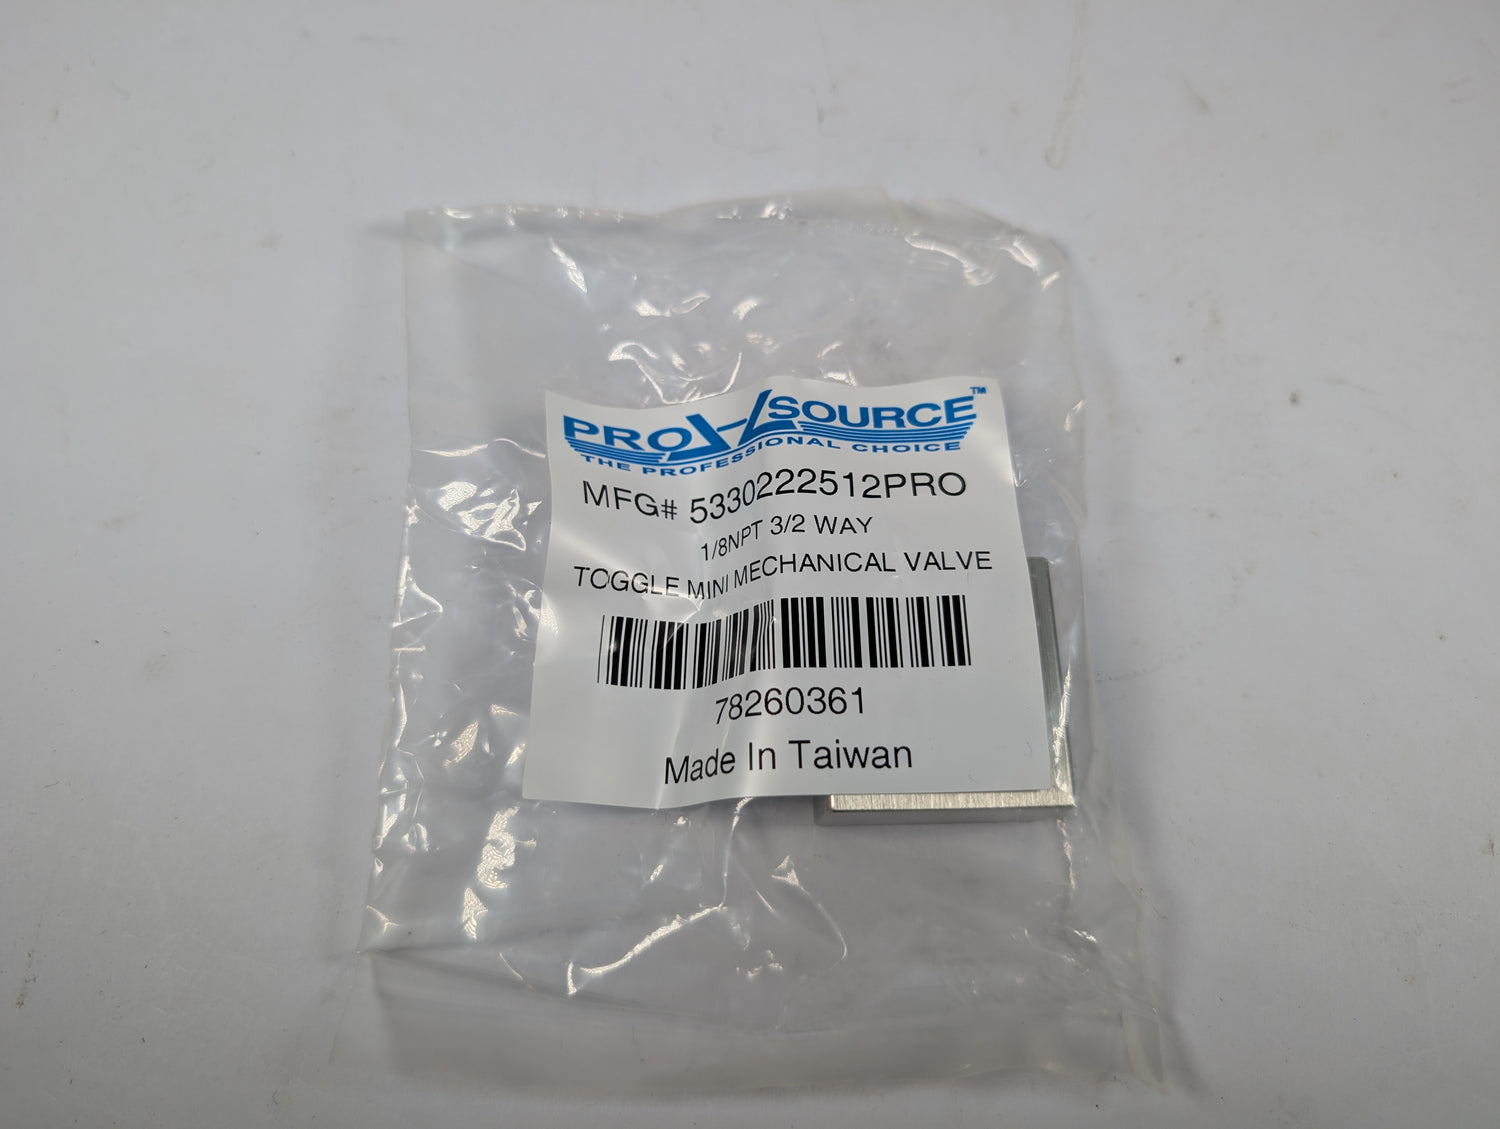 PRO SOURCE™
THE PROFESSIONAL CHOICE
MFG# 5330222512PRO
1/8NPT 3/2 WAY
TOGGLE MINI MECHANICAL VALVE
78260361
Made In Taiwan